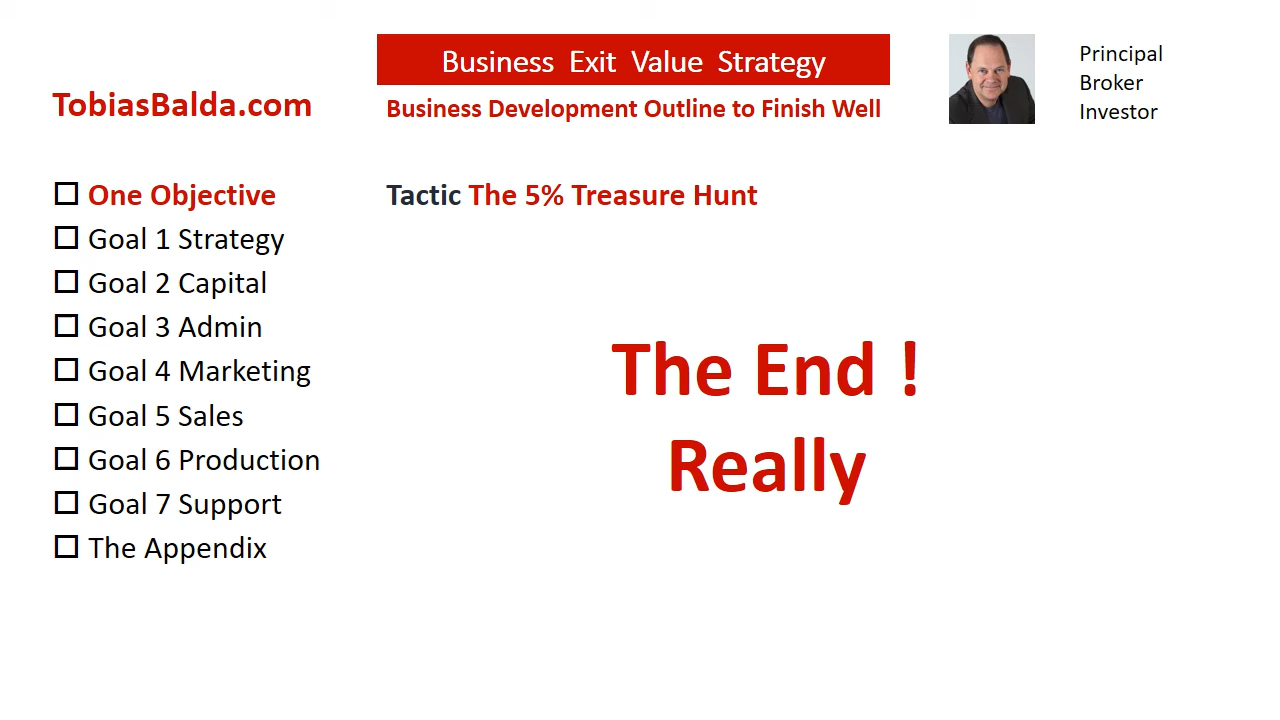 Business Exit Value Strategy
TobiasBalda.com
Business Development Outline to Finish Well
Principal
Broker
Investor
One Objective
Goal 1 Strategy
Goal 2 Capital
Goal 3 Admin
Goal 4 Marketing
Goal 5 Sales
Goal 6 Production
Goal 7 Support
The Appendix
Tactic The 5% Treasure Hunt
The End !
Really